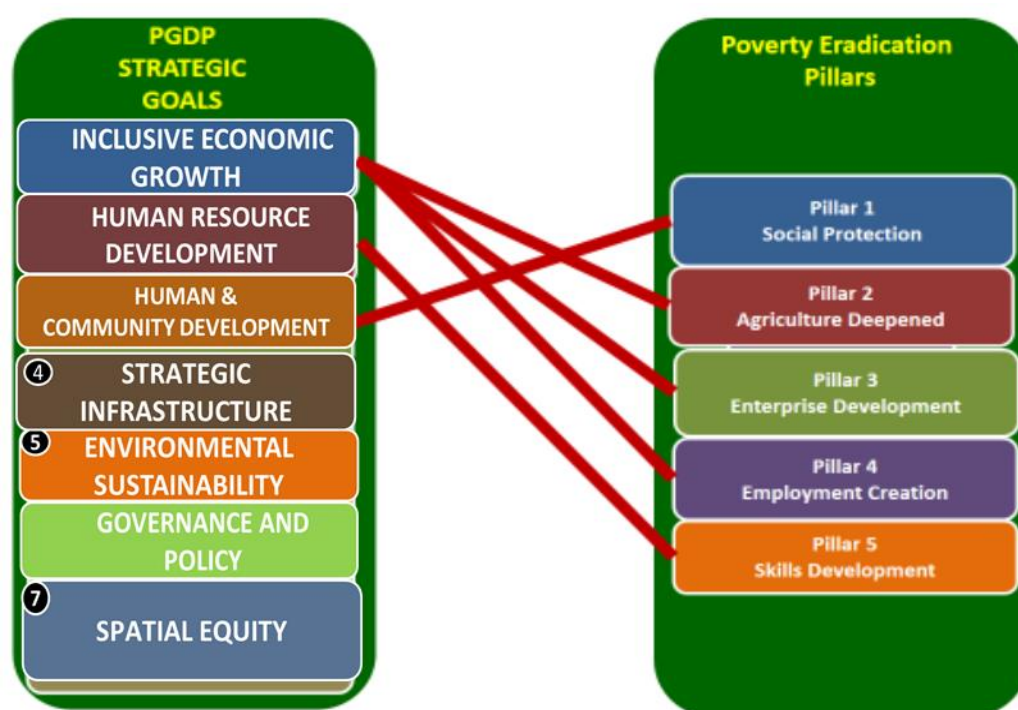 PGDP
STRATEGIC
GOALS
INCLUSIVE ECONOMIC
GROWTH
HUMAN RESOURCE
DEVELOPMENT
HUMAN &
COMMUNITY DEVELOPMENT
4
STRATEGIC
INFRASTRUCTURE
5
ENVIRONMENTAL
SUSTAINABILITY
GOVERNANCE AND
POLICY
7
SPATIAL EQUITY
Poverty Eradication
Pillars
Pillar 1
Social Protection
Pillar 2
Agriculture Deepened
Pillar 3
Enterprise Development
Pillar 4
Employment Creation
Pillar 5
Skills Development